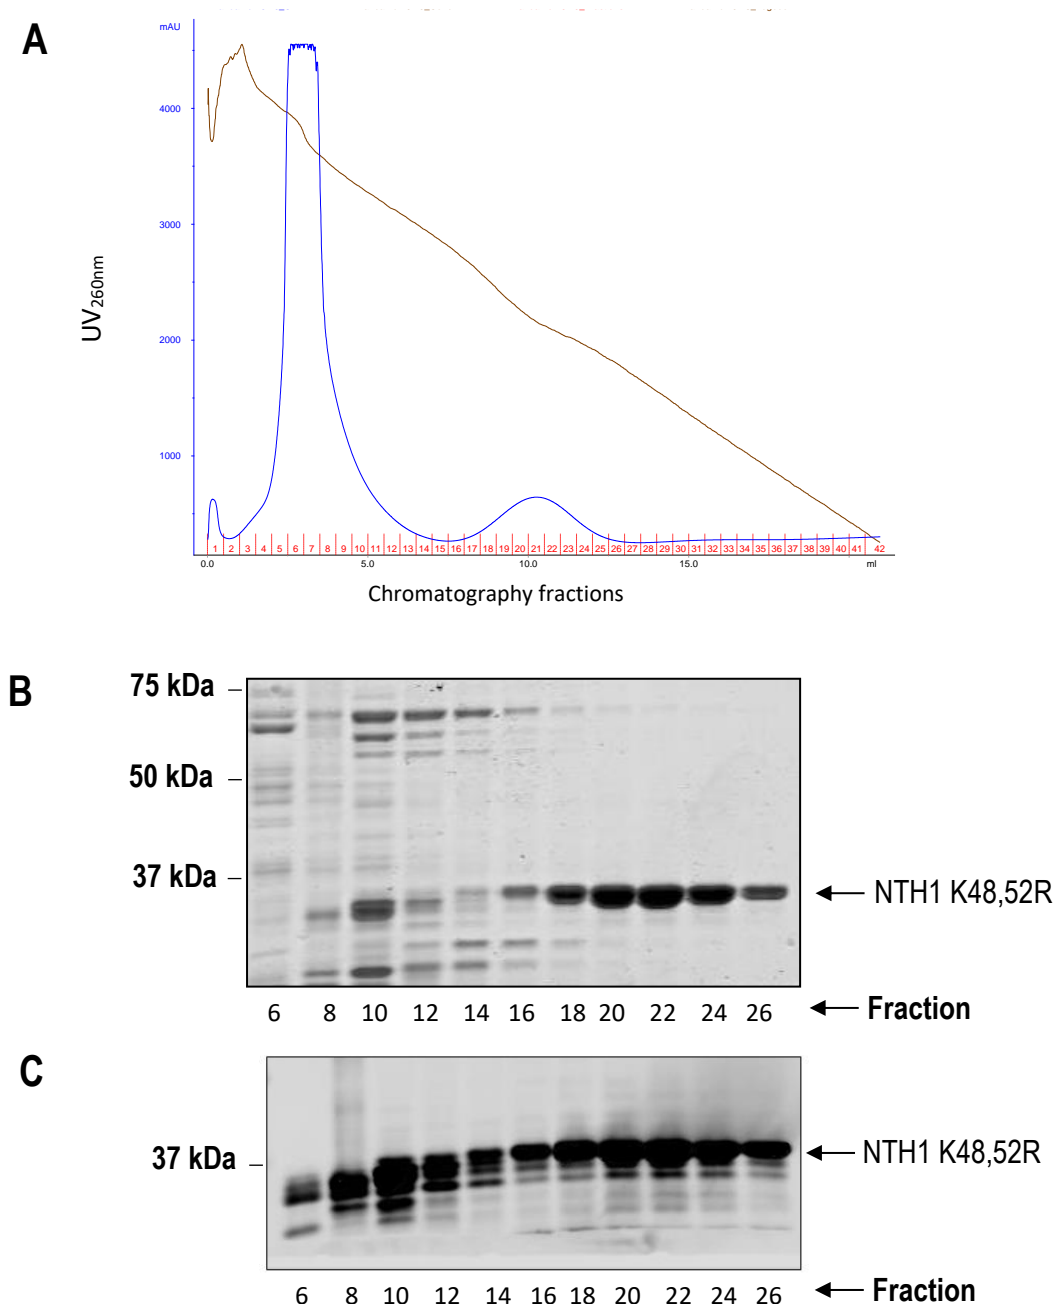 A
mAU
4000
3000
2000
1000
UV260nm
1 2 3 4 5 6 7 8 9 10 11 12 13 14 15 16 17 18 19 20 21 22 23 24 25 26 27 28 29 30 31 32 33 34 35 36 37 38 39 40 41 42
0.0 5.0 10.0 15.0 ml
Chromatography fractions
B
75 kDa
50 kDa
37 kDa
NTH1 K48,52R
6 8 10 12 14 16 18 20 22 24 26
Fraction
C
37 kDa
NTH1 K48,52R
6 8 10 12 14 16 18 20 22 24 26
Fraction